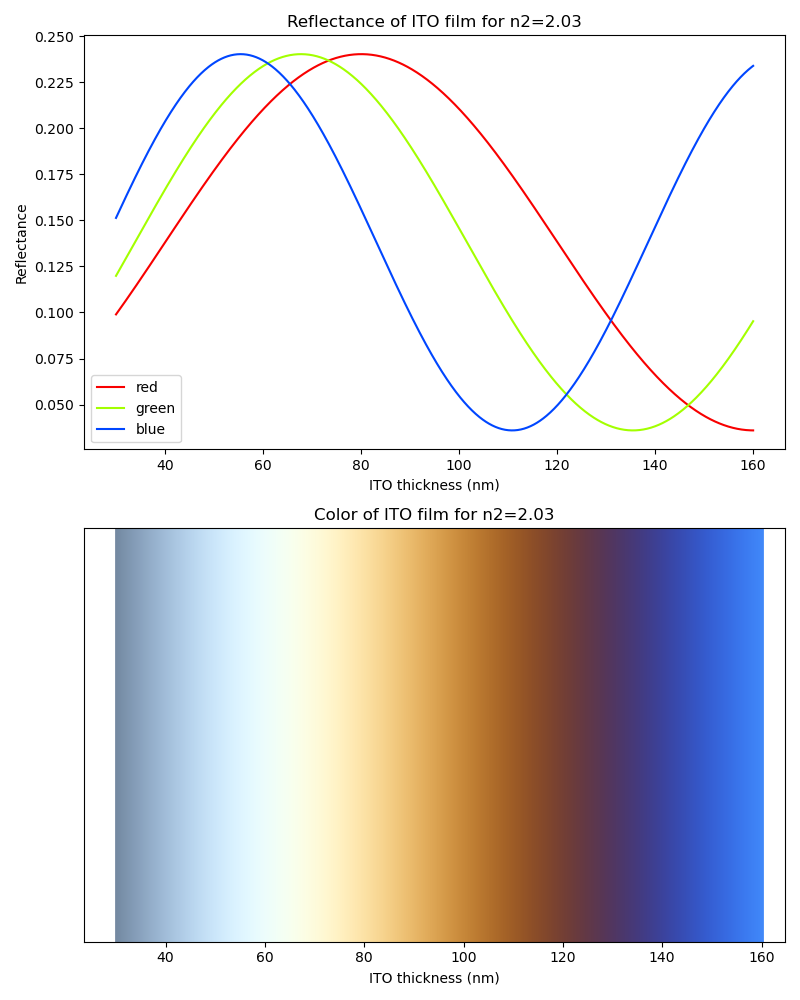 Reflectance of ITO film for n2=2.03
0.250
0.225
0.200
0.175
0.150
0.125
0.100
0.075
0.050
Reflectance
red
green
blue
40 60 80 100 120 140 160
ITO thickness (nm)
Color of ITO film for n2=2.03
40 60 80 100 120 140 160
ITO thickness (nm)